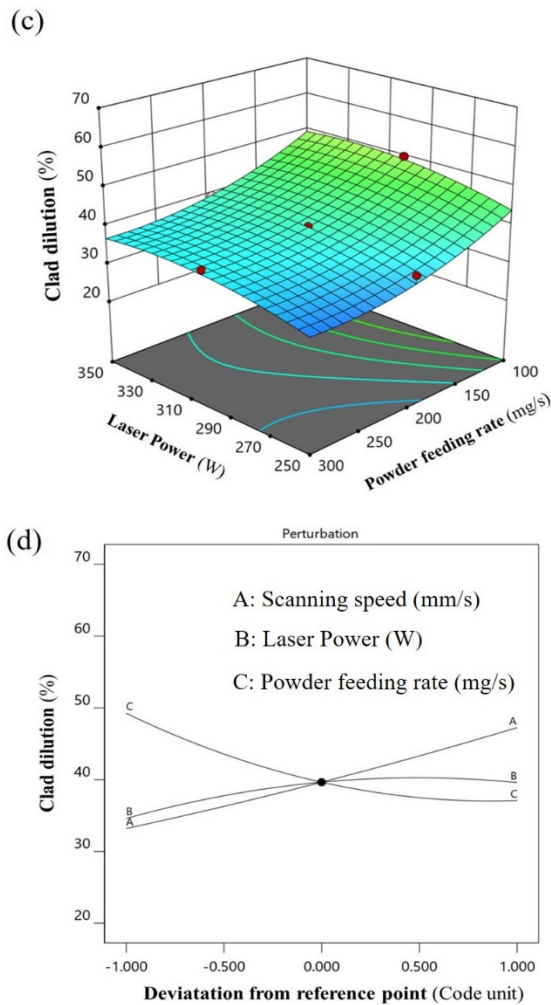 (c)
70
60
50
40
30
20
Clad dilution (%)
350
330
310
290
270
250
Laser Power (W)
100
150
200
250
300
Powder feeding rate (mg/s)
(d)
Perturbation
70
60
50
40
30
20
Clad dilution (%)
A: Scanning speed (mm/s)
B: Laser Power (W)
C: Powder feeding rate (mg/s)
C
B
A
A
B
C
-1.000
-0.500
0.000
0.500
1.000
Deviatation from reference point (Code unit)